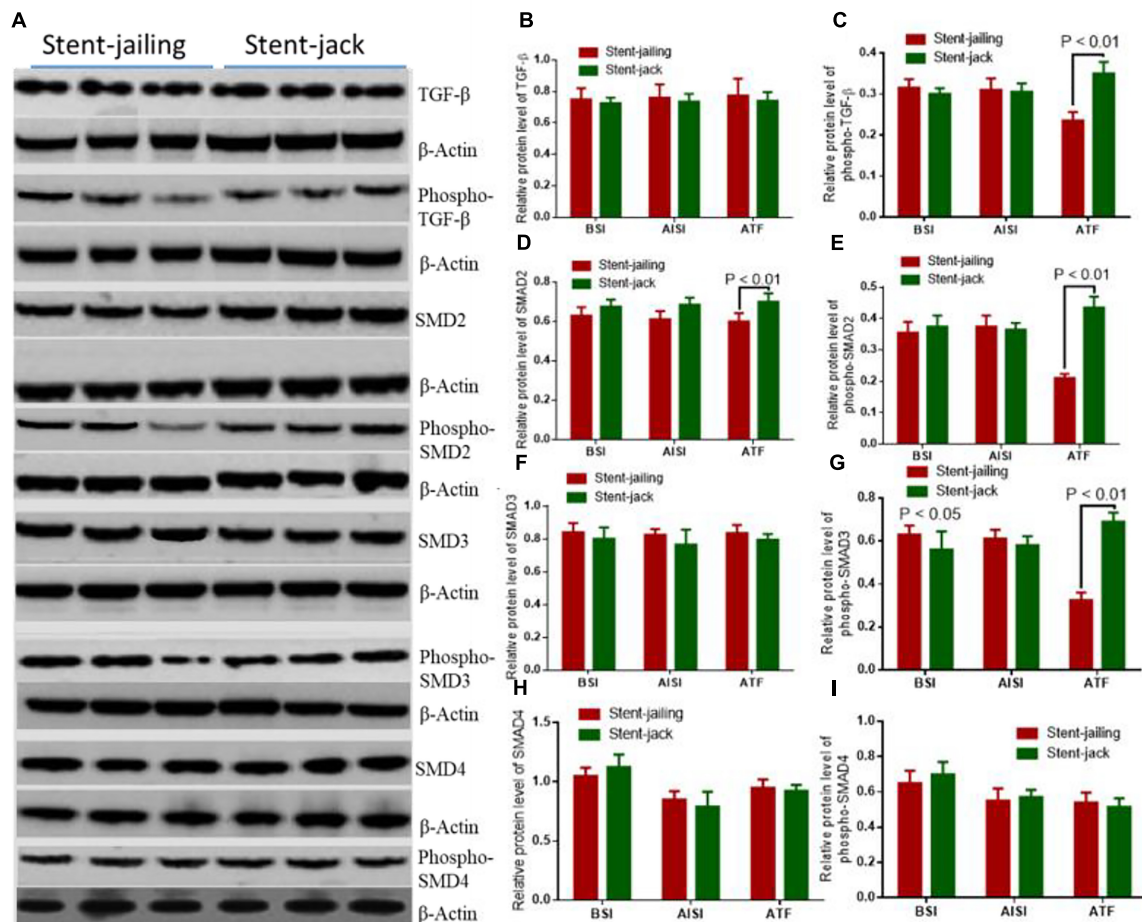 A
Stent-jailing Stent-jack
TGF-β
β-Actin
Phospho-
TGF-β
β-Actin
SMD2
β-Actin
Phospho-
SMD2
β-Actin
SMD3
β-Actin
Phospho-
SMD3
β-Actin
SMD4
β-Actin
Phospho-
SMD4
β-Actin
B
Stent-jailing
Stent-jack
Relative protein level of TGF-β
1.0
0.8
0.6
0.4
0.2
0.0
BSI AISI ATF
C
Stent-jailing
Stent-jack
P < 0.01
Relative protein level of
phospho-TGF-β
0.4
0.3
0.2
0.1
0.0
BSI AISI ATF
D
Stent-jailing
Stent-jack
P < 0.01
Relative protein level of SMAD2
0.8
0.6
0.4
0.2
0.0
BSI AISI ATF
E
Stent-jailing
Stent-jack
P < 0.01
Relative protein level of
phospho-SMAD2
0.5
0.4
0.3
0.2
0.1
0.0
BSI AISI ATF
F
Stent-jailing
Stent-jack
Relative protein level of SMAD3
1.0
0.8
0.6
0.4
0.2
0.0
BSI AISI ATF
G
Stent-jailing
Stent-jack
P < 0.05
P < 0.01
Relative protein level of
phospho-SMAD3
0.8
0.6
0.4
0.2
0.0
BSI AISI ATF
H
Stent-jailing
Stent-jack
Relative protein level of SMAD4
1.5
1.0
0.5
0.0
BSI AISI ATF
I
Stent-jailing
Stent-jack
Relative protein level of
phospho-SMAD4
1.0
0.8
0.6
0.4
0.2
0.0
BSI AISI ATF